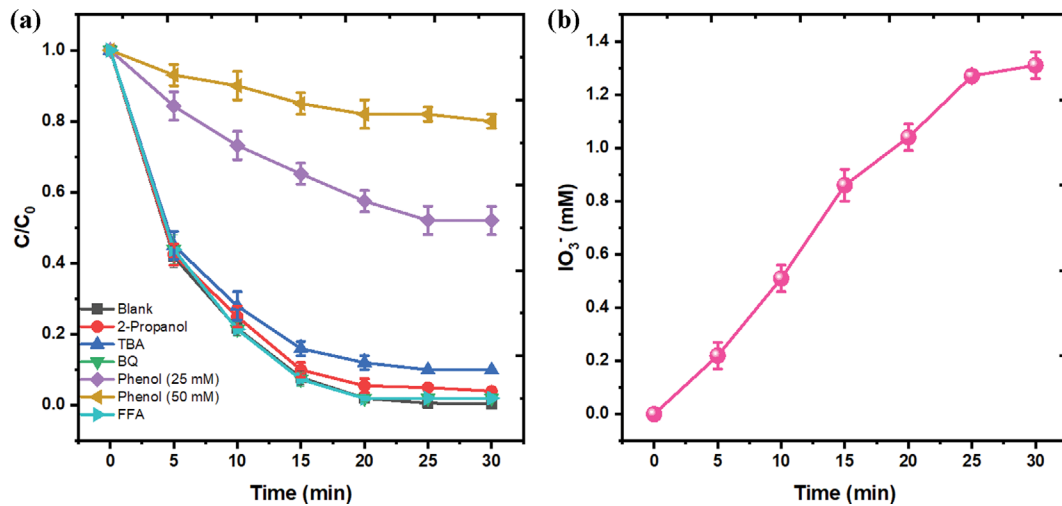 (a)
C/C₀
1.0
0.8
0.6
0.4
0.2
0.0
Blank
2-Propanol
TBA
BQ
Phenol (25 mM)
Phenol (50 mM)
FFA
0 5 10 15 20 25 30
Time (min)
(b)
IO₃⁻ (mM)
1.4
1.2
1.0
0.8
0.6
0.4
0.2
0.0
0 5 10 15 20 25 30
Time (min)